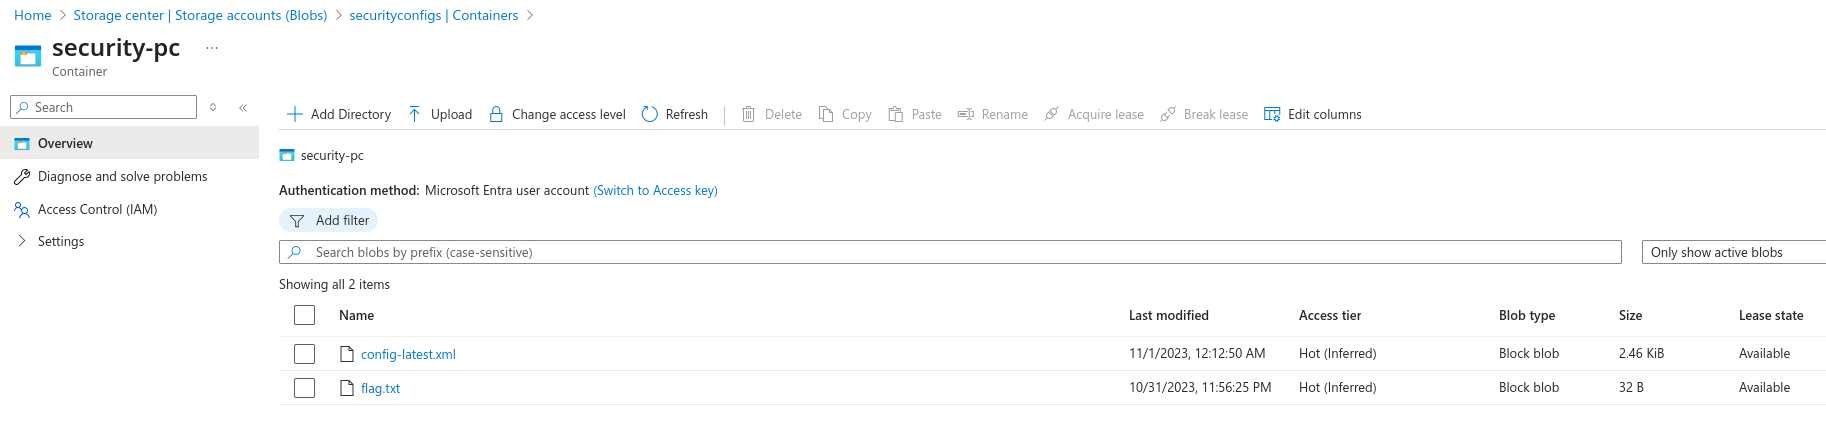 Home > Storage center | Storage accounts (Blobs) > securityconfigs | Containers >
security-pc ...
Container
Search
Overview
Diagnose and solve problems
Access Control (IAM)
Settings
Add Directory Upload Change access level Refresh Delete Copy Paste Rename Acquire lease Break lease Edit columns
security-pc
Authentication method: Microsoft Entra user account (Switch to Access key)
Add filter
Search blobs by prefix (case-sensitive) Only show active blobs
Showing all 2 items
Name Last modified Access tier Blob type Size Lease state
config-latest.xml 11/1/2023, 12:12:50 AM Hot (Inferred) Block blob 2.46 KiB Available
flag.txt 10/31/2023, 11:56:25 PM Hot (Inferred) Block blob 32 B Available